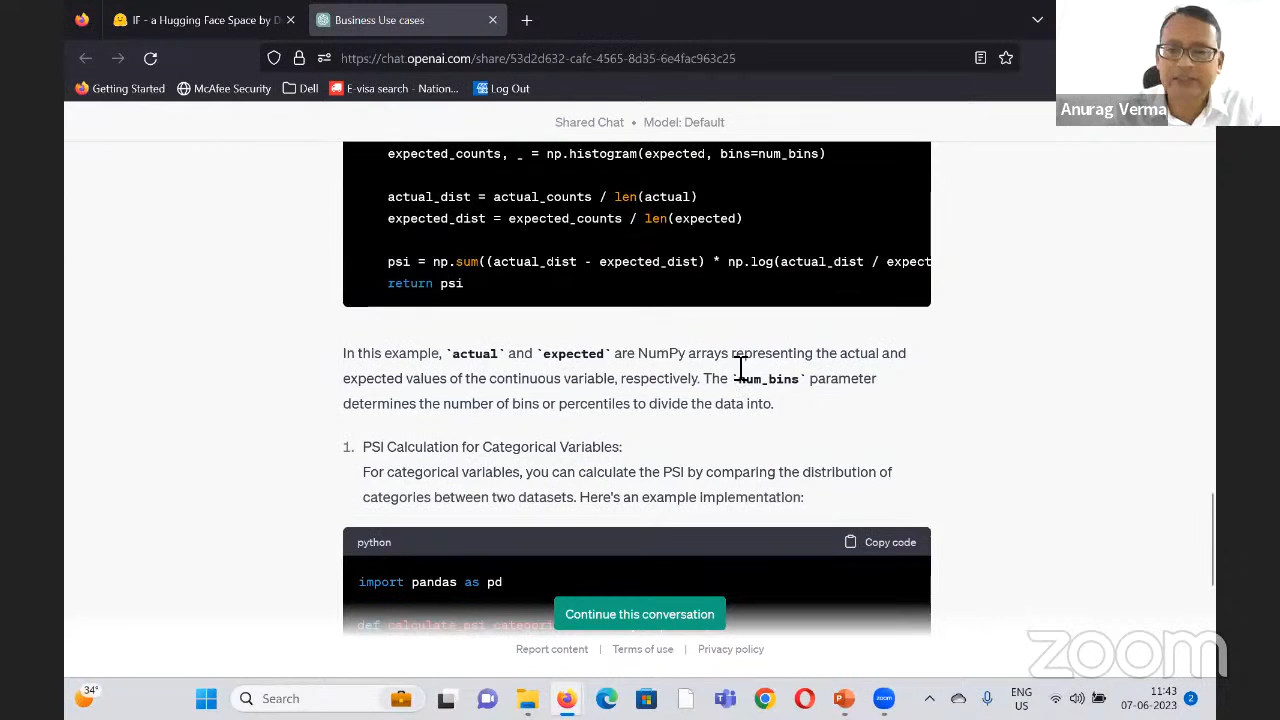 IF - a Hugging Face Space by D
Business Use cases
https://chat.openai.com/share/53d2d632-cafc-4565-8d35-6e4fac963c25
Anurag Verma
Getting Started
McAfee Security
Dell
E-visa search - Nation...
Log Out
Shared Chat • Model: Default
expected_counts, _ = np.histogram(expected, bins=num_bins)
actual_dist = actual_counts / len(actual)
expected_dist = expected_counts / len(expected)
psi = np.sum((actual_dist - expected_dist) * np.log(actual_dist / expect
return psi
In this example, `actual` and `expected` are NumPy arrays representing the actual and
expected values of the continuous variable, respectively. The `num_bins` parameter
determines the number of bins or percentiles to divide the data into.
1. PSI Calculation for Categorical Variables:
For categorical variables, you can calculate the PSI by comparing the distribution of
categories between two datasets. Here's an example implementation:
python
Copy code
import pandas as pd
def calculate_psi_categori
Continue this conversation
Report content | Terms of use | Privacy policy
zoom
34°
Search
zoom
ENG
US
11:43
07-06-2023
2